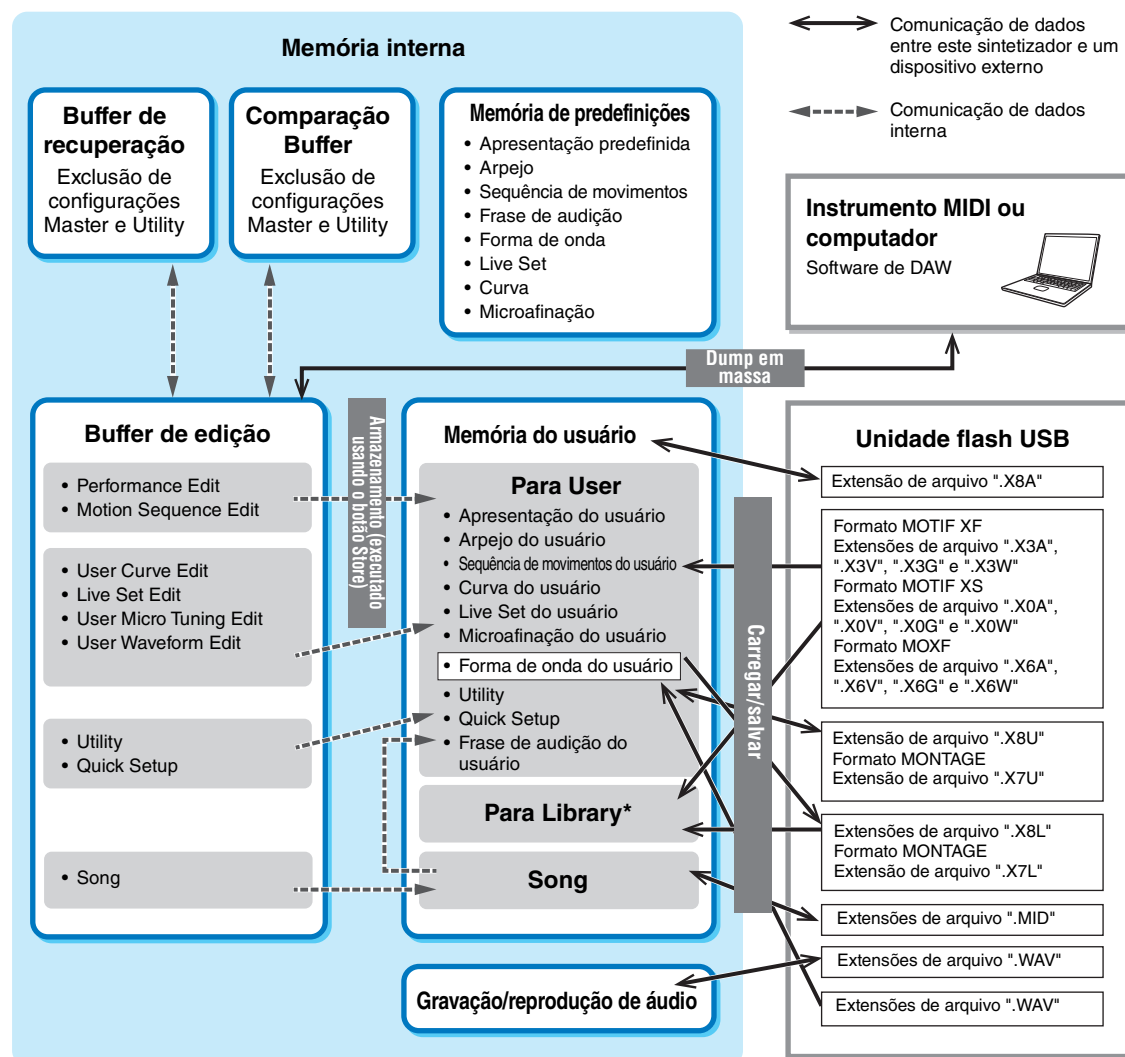 Memória interna
Buffer de
recuperação
Exclusão de
configurações
Master e Utility
Comparação
Buffer
Exclusão de
configurações
Master e Utility
Memória de predefinições
• Apresentação predefinida
• Arpejo
• Sequência de movimentos
• Frase de audição
• Forma de onda
• Live Set
• Curva
• Microafinação
Comunicação de dados
entre este sintetizador e um
dispositivo externo
Comunicação de dados
interna
Instrumento MIDI ou
computador
Software de DAW
Dump em
massa
Buffer de edição
• Performance Edit
• Motion Sequence Edit
• User Curve Edit
• Live Set Edit
• User Micro Tuning Edit
• User Waveform Edit
• Utility
• Quick Setup
• Song
Armazenamento (executado
usando o botão Store)
Memória do usuário
Para User
• Apresentação do usuário
• Arpejo do usuário
• Sequência de movimentos do usuário
• Curva do usuário
• Live Set do usuário
• Microafinação do usuário
• Forma de onda do usuário
• Utility
• Quick Setup
• Frase de audição do
usuário
Para Library*
Song
Gravação/reprodução de áudio
Carregar/salvar
Unidade flash USB
Extensão de arquivo ".X8A"
Formato MOTIF XF
Extensões de arquivo ".X3A",
".X3V", ".X3G" e ".X3W"
Formato MOTIF XS
Extensões de arquivo ".X0A",
".X0V", ".X0G" e ".X0W"
Formato MOXF
Extensões de arquivo ".X6A",
".X6V", ".X6G" e ".X6W"
Extensão de arquivo ".X8U"
Formato MONTAGE
Extensão de arquivo ".X7U"
Extensões de arquivo ".X8L"
Formato MONTAGE
Extensão de arquivo ".X7L"
Extensões de arquivo ".MID"
Extensões de arquivo ".WAV"
Extensões de arquivo ".WAV"